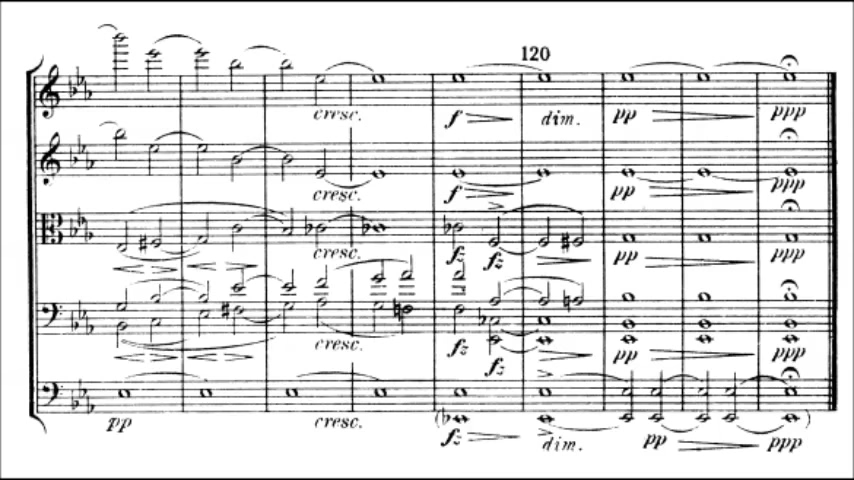 120
cresc. f dim. pp ppp
cresc. f pp ppp
cresc. fz fz pp ppp
cresc. fz fz pp ppp
pp cresc. fz dim. pp ppp